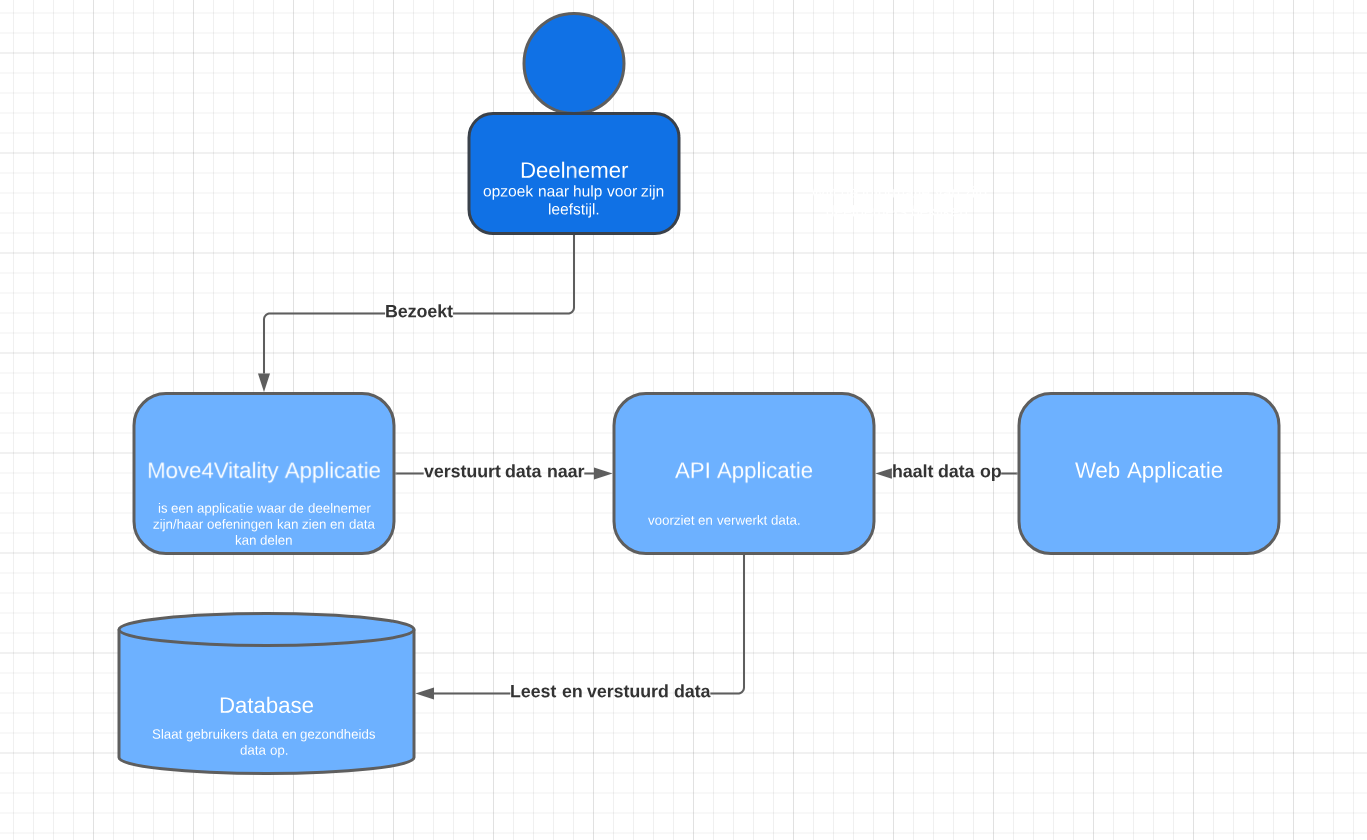 Deelnemer
opzoek naar hulp voor zijn
leefstijl.
Bezoekt
Move4Vitality Applicatie
is een applicatie waar de deelnemer
zijn/haar oefeningen kan zien en data
kan delen
verstuurt data naar
API Applicatie
voorziet en verwerkt data.
haalt data op
Web Applicatie
Database
Slaat gebruikers data en gezondheids
data op.
Leest en verstuurd data